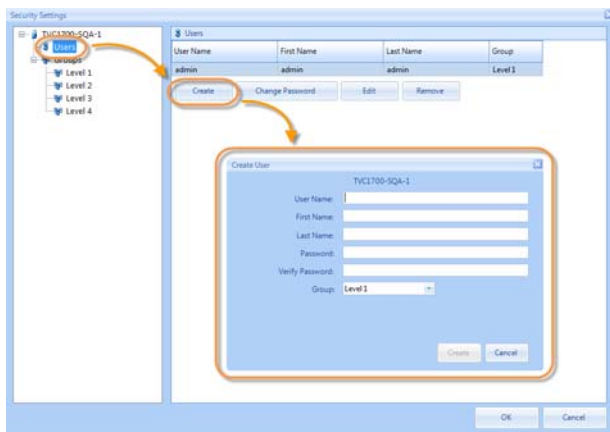 Security Settings
TVC1700-SQA-1
Users
Groups
Level 1
Level 2
Level 3
Level 4
Users
User Name First Name Last Name Group
admin admin admin Level 1
Create Change Password Edit Remove
Create User
TVC1700-SQA-1
User Name:
First Name:
Last Name:
Password:
Verify Password:
Group: Level 1
Create Cancel
OK Cancel